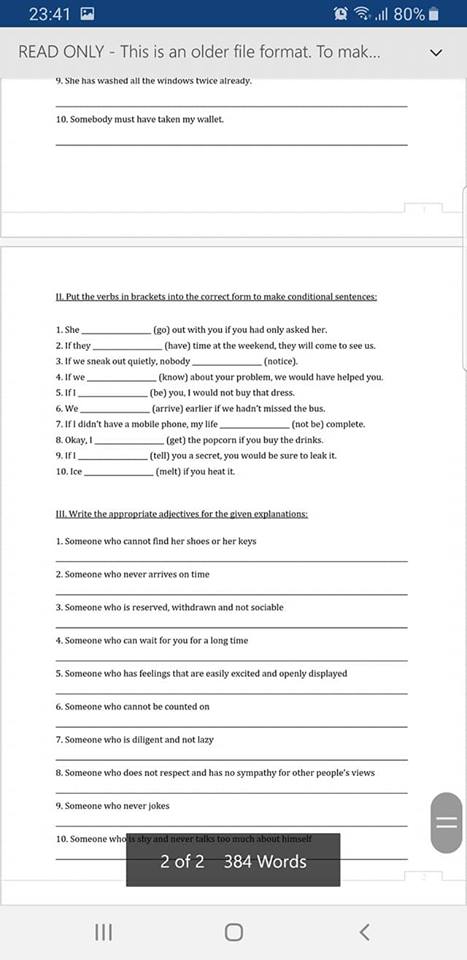 23:41 80%
READ ONLY - This is an older file format. To mak...
9. She has washed all the windows twice already.
10. Somebody must have taken my wallet.
1
II. Put the verbs in brackets into the correct form to make conditional sentences:
1. She ____________ (go) out with you if you had only asked her.
2. If they ____________ (have) time at the weekend, they will come to see us.
3. If we sneak out quietly, nobody ____________ (notice).
4. If we ____________ (know) about your problem, we would have helped you.
5. If I ____________ (be) you, I would not buy that dress.
6. We ____________ (arrive) earlier if we hadn't missed the bus.
7. If I didn't have a mobile phone, my life ____________ (not be) complete.
8. Okay, I ____________ (get) the popcorn if you buy the drinks.
9. If I ____________ (tell) you a secret, you would be sure to leak it.
10. Ice ____________ (melt) if you heat it.
III. Write the appropriate adjectives for the given explanations:
1. Someone who cannot find her shoes or her keys
2. Someone who never arrives on time
3. Someone who is reserved, withdrawn and not sociable
4. Someone who can wait for you for a long time
5. Someone who has feelings that are easily excited and openly displayed
6. Someone who cannot be counted on
7. Someone who is diligent and not lazy
8. Someone who does not respect and has no sympathy for other people's views
9. Someone who never jokes
10. Someone who is shy and never talks too much about himself
2 of 2 384 Words
2